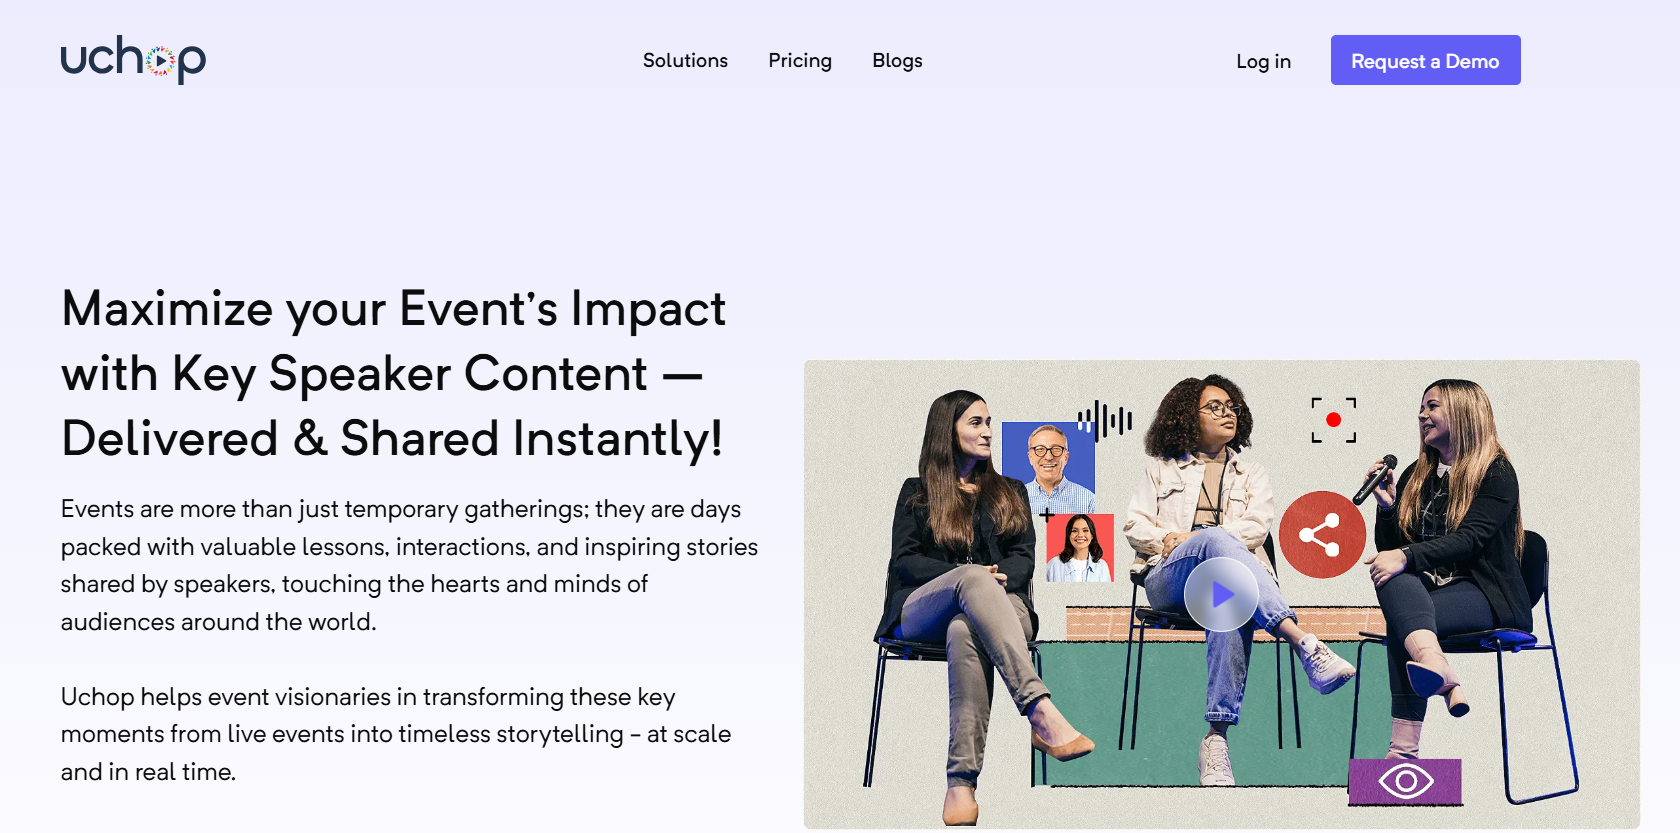 uchop
Solutions Pricing Blogs
Log in
Request a Demo
Maximize your Event's Impact
with Key Speaker Content —
Delivered & Shared Instantly!
Events are more than just temporary gatherings; they are days
packed with valuable lessons, interactions, and inspiring stories
shared by speakers, touching the hearts and minds of
audiences around the world.
Uchop helps event visionaries in transforming these key
moments from live events into timeless storytelling – at scale
and in real time.